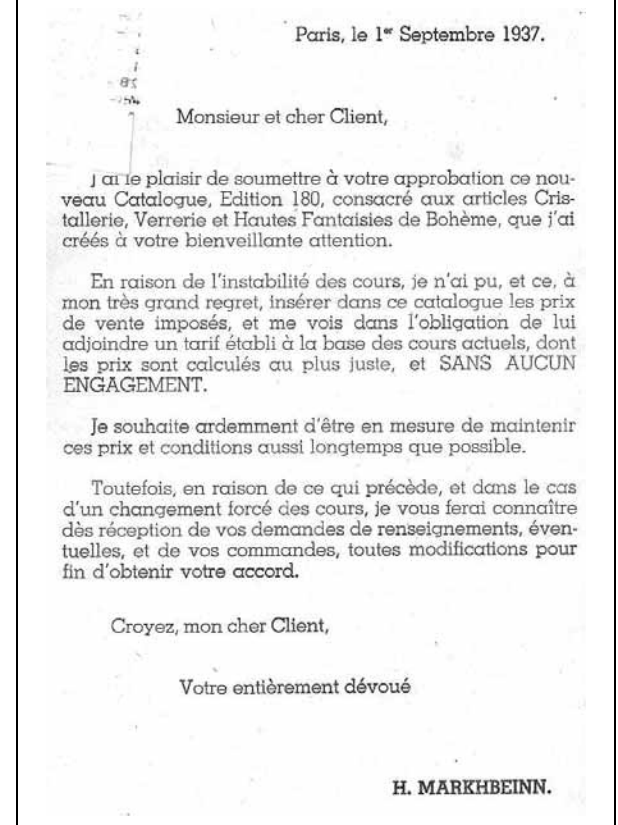 Paris, le 1er Septembre 1937.
Monsieur et cher Client,
J'ai le plaisir de soumettre à votre approbation ce nou-
veau Catalogue, Edition 180, consacré aux articles Cris-
tallerie, Verrerie et Hautes Fantaisies de Bohème, que j'ai
créés à votre bienveillante attention.
En raison de l'instabilité des cours, je n'ai pu, et ce, à
mon très grand regret, insérer dans ce catalogue les prix
de vente imposés, et me vois dans l'obligation de lui
adjoindre un tarif établi à la base des cours actuels, dont
les prix sont calculés au plus juste, et SANS AUCUN
ENGAGEMENT.
Je souhaite ardemment d'être en mesure de maintenir
ces prix et conditions aussi longtemps que possible.
Toutefois, en raison de ce qui précède, et dans le cas
d'un changement forcé des cours, je vous ferai connaître
dès réception de vos demandes de renseignements, éven-
tuelles, et de vos commandes, toutes modifications pour
fin d'obtenir votre accord.
Croyez, mon cher Client,
Votre entièrement dévoué
H. MARKHBEINN.